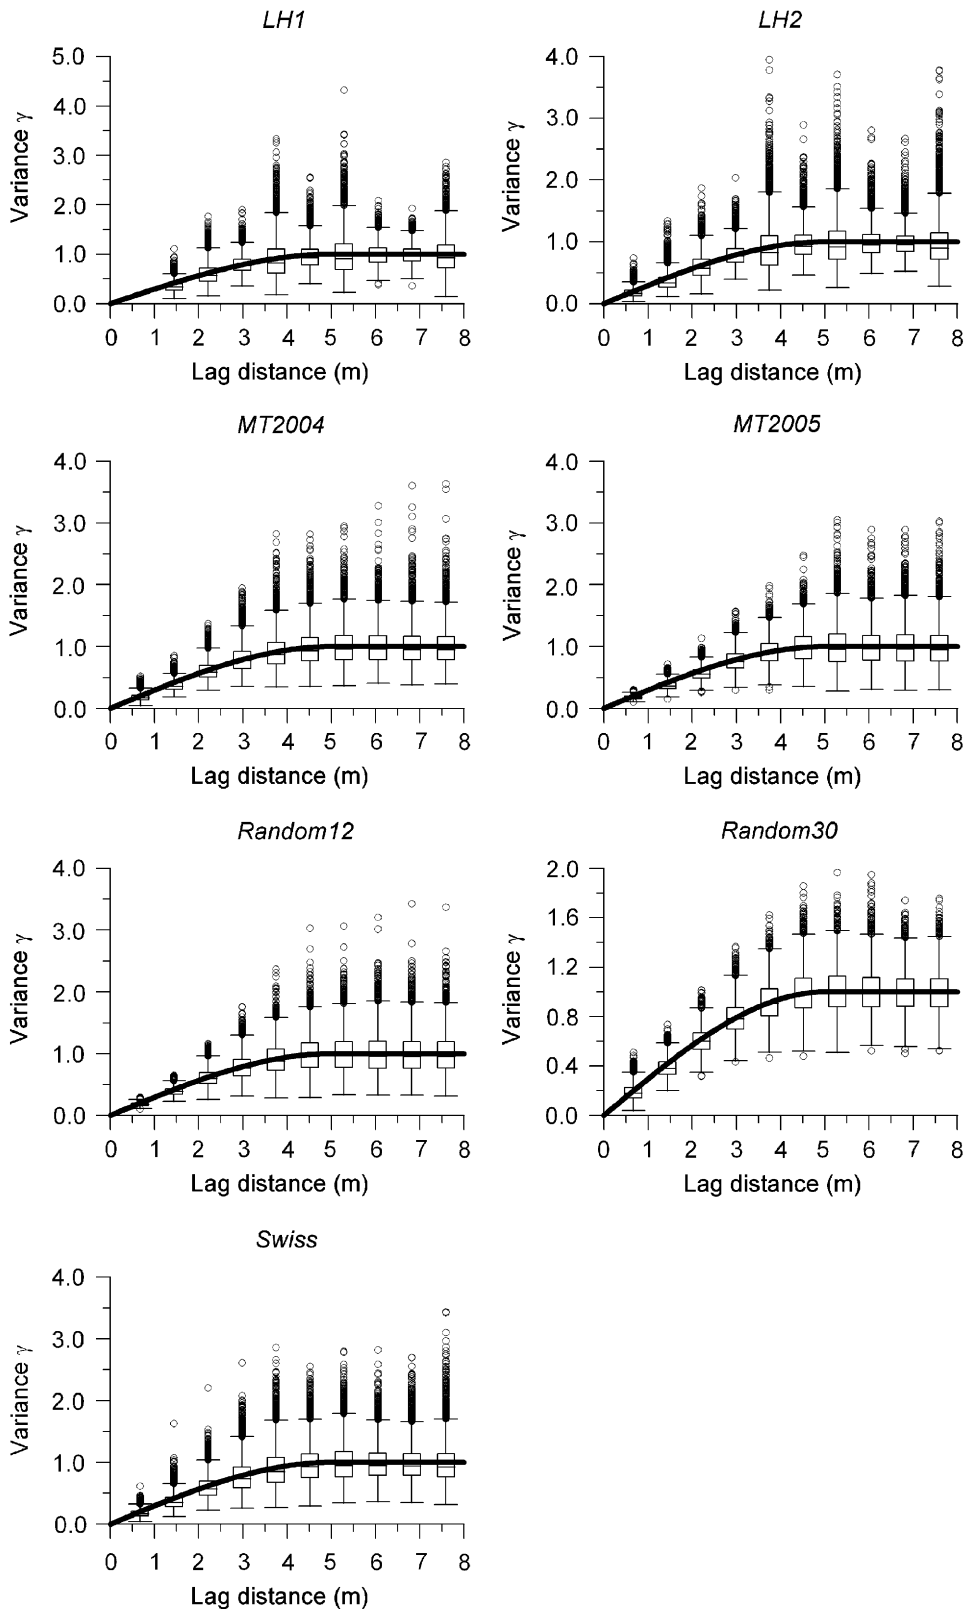 LH1
5.0
4.0
3.0
2.0
1.0
0.0
Variance γ
0 1 2 3 4 5 6 7 8
Lag distance (m)
LH2
4.0
3.0
2.0
1.0
0.0
Variance γ
0 1 2 3 4 5 6 7 8
Lag distance (m)
MT2004
4.0
3.0
2.0
1.0
0.0
Variance γ
0 1 2 3 4 5 6 7 8
Lag distance (m)
MT2005
4.0
3.0
2.0
1.0
0.0
Variance γ
0 1 2 3 4 5 6 7 8
Lag distance (m)
Random12
4.0
3.0
2.0
1.0
0.0
Variance γ
0 1 2 3 4 5 6 7 8
Lag distance (m)
Random30
2.0
1.6
1.2
0.8
0.4
0.0
Variance γ
0 1 2 3 4 5 6 7 8
Lag distance (m)
Swiss
4.0
3.0
2.0
1.0
0.0
Variance γ
0 1 2 3 4 5 6 7 8
Lag distance (m)